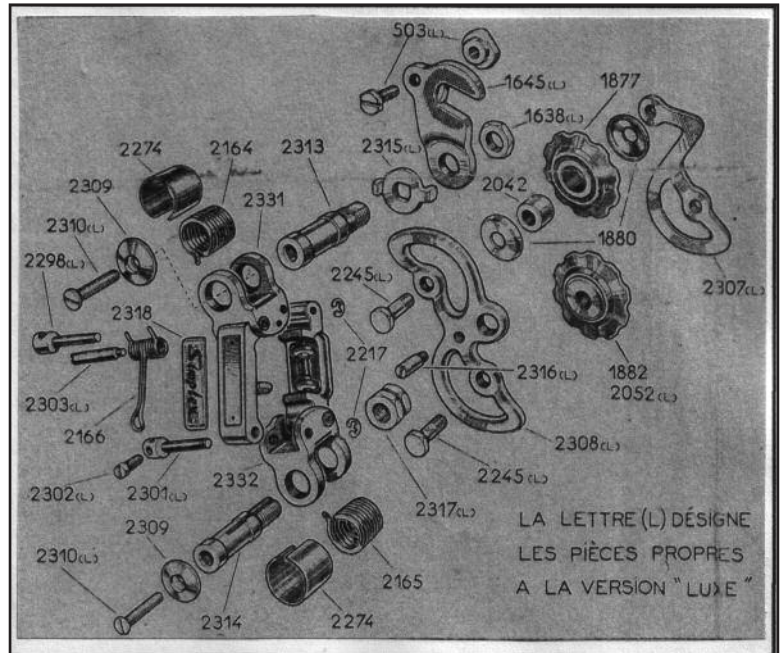 503(L)
1645(L)
1877
1638(L)
2315(L)
2313
2164
2274
2309
2331
2042
2310(L)
1880
2298(L)
2245(L)
2307(L)
2318
2217
Simplex
2316(L)
1882
2052(L)
2303(L)
2166
2308(L)
2302(L)
2301(L)
2332
2245(L)
2317(L)
2309
2310(L)
2165
2314
2274
LA LETTRE (L) DÉSIGNE
LES PIÈCES PROPRES
A LA VERSION "LUXE"